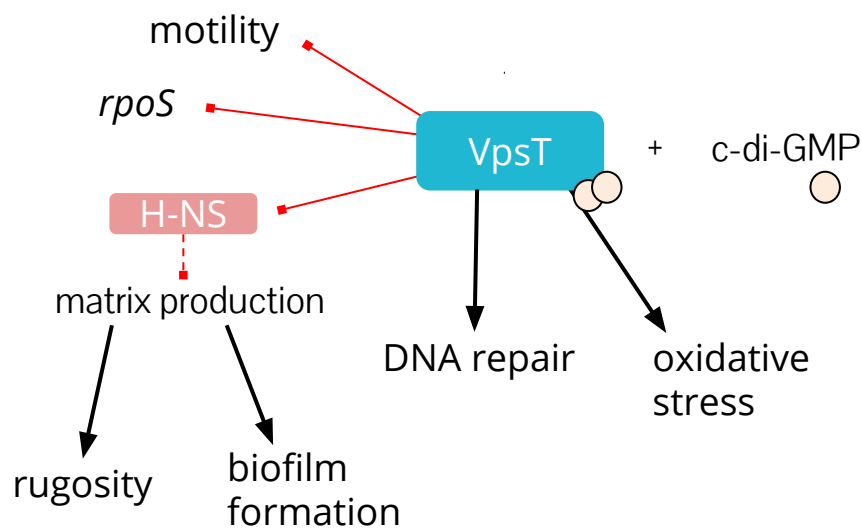 motility
rpoS
VpsT
+
c-di-GMP
H-NS
matrix production
DNA repair
oxidative
stress
rugosity
biofilm
formation